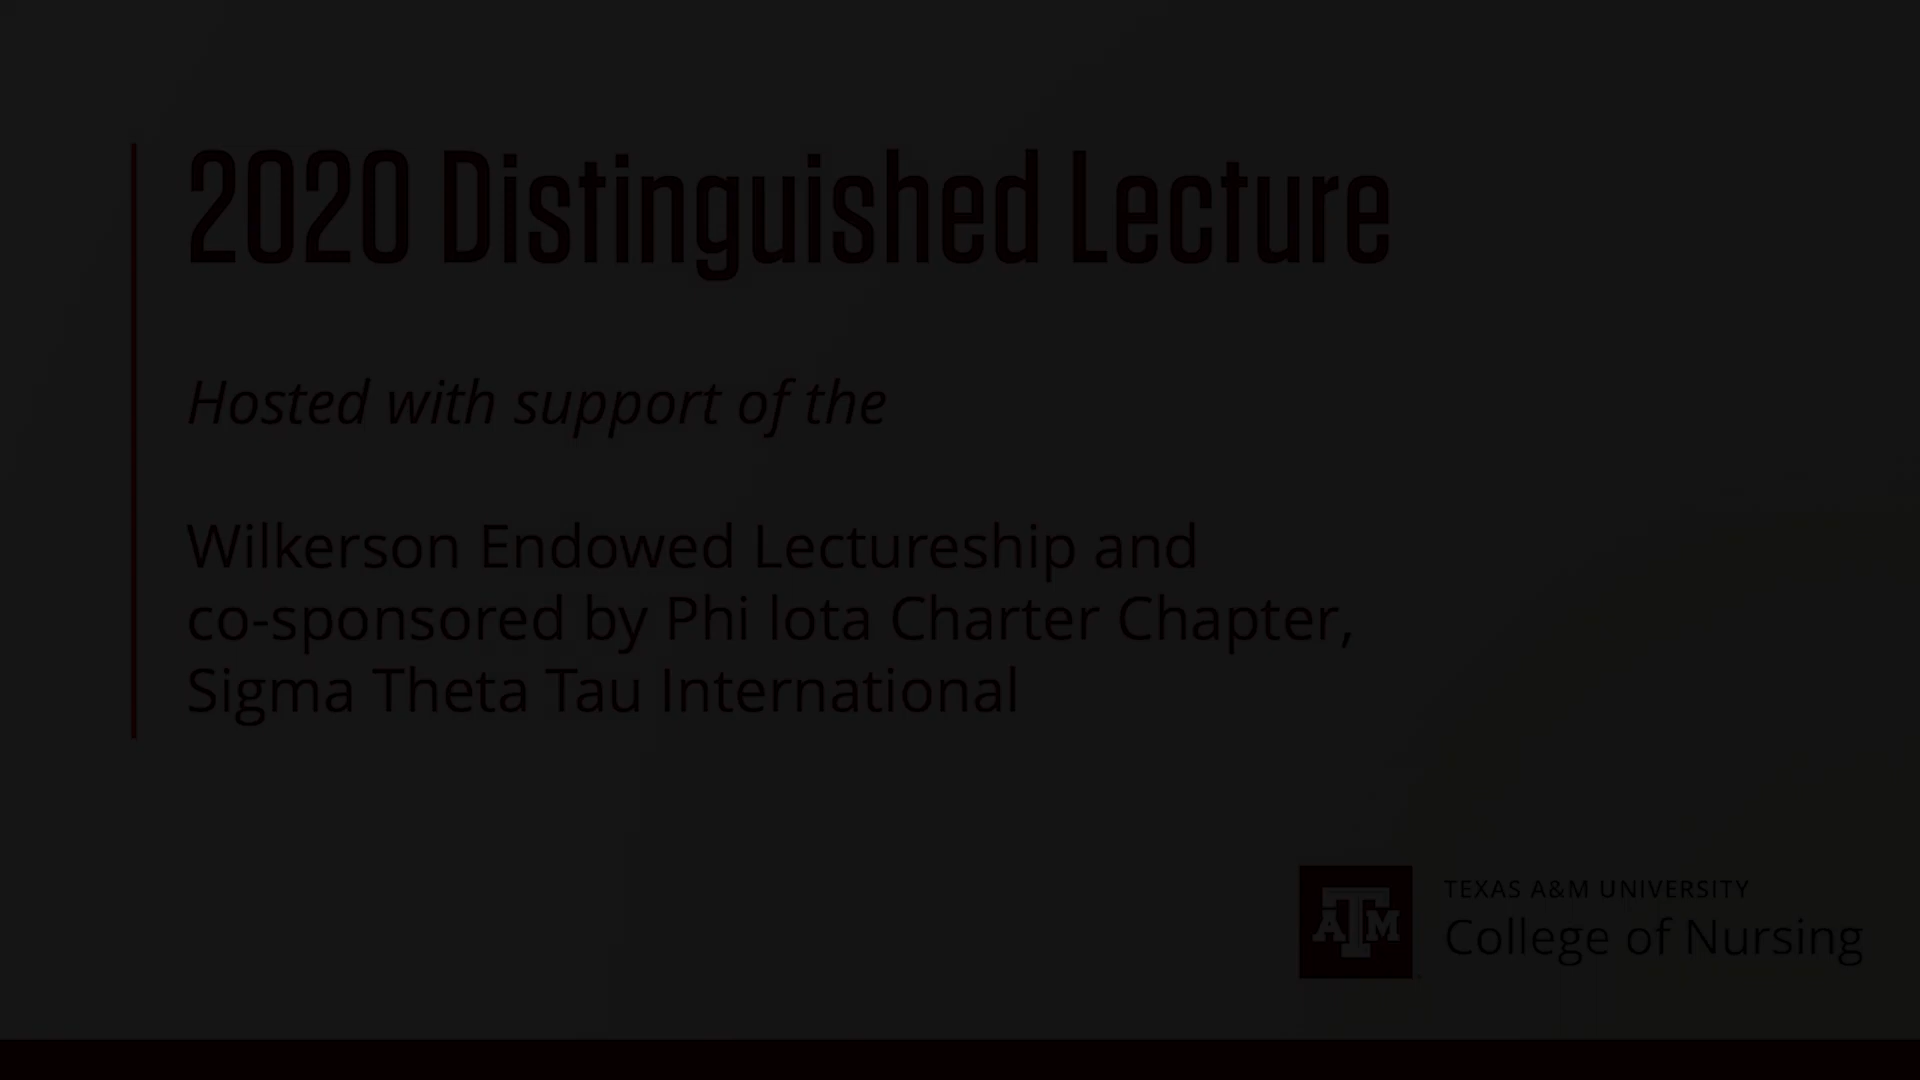 2020 Distinguished Lecture
Hosted with support of the
Wilkerson Endowed Lectureship and
co-sponsored by Phi Iota Charter Chapter,
Sigma Theta Tau International
ATM
TEXAS A&M UNIVERSITY
College of Nursing